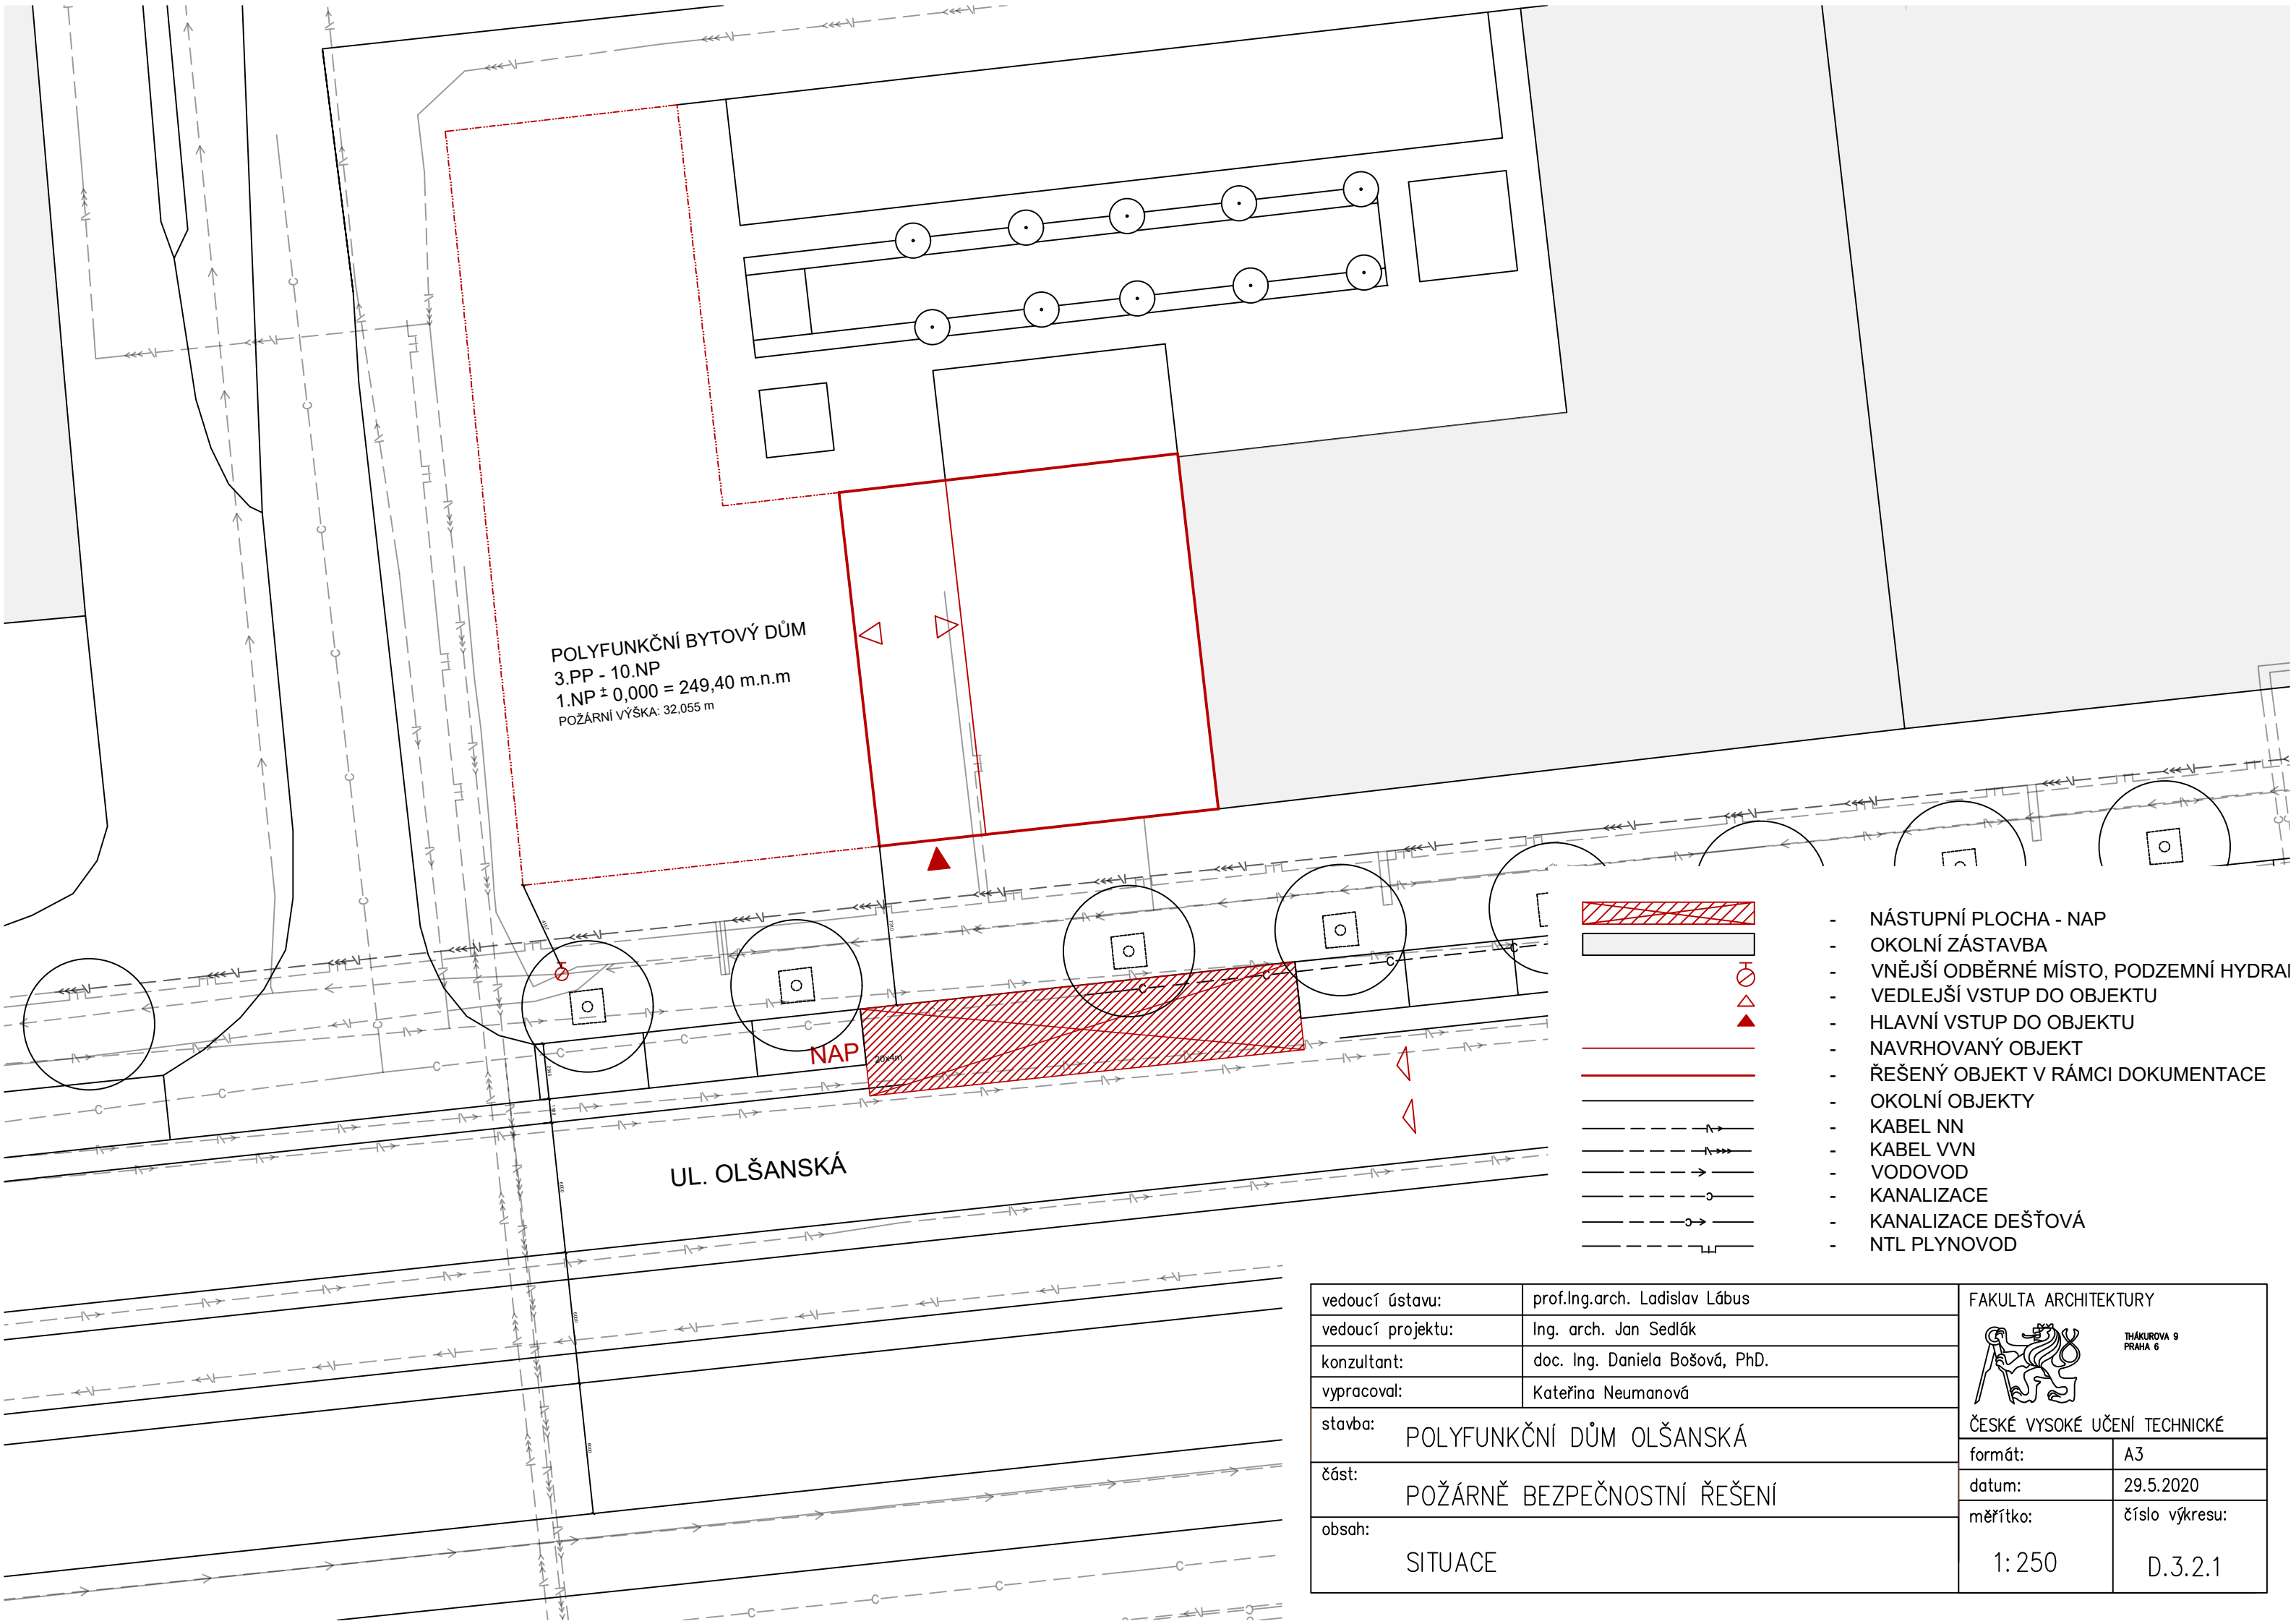 POLYFUNKČNÍ BYTOVÝ DŮM
3.PP - 10.NP
1.NP ± 0,000 = 249,40 m.n.m
POŽÁRNÍ VÝŠKA: 32,055 m
NAP
20x4m
UL. OLŠANSKÁ
- NÁSTUPNÍ PLOCHA - NAP
- OKOLNÍ ZÁSTAVBA
- VNĚJŠÍ ODBĚRNÉ MÍSTO, PODZEMNÍ HYDRA
- VEDLEJŠÍ VSTUP DO OBJEKTU
- HLAVNÍ VSTUP DO OBJEKTU
- NAVRHOVANÝ OBJEKT
- ŘEŠENÝ OBJEKT V RÁMCI DOKUMENTACE
- OKOLNÍ OBJEKTY
- KABEL NN
- KABEL VVN
- VODOVOD
- KANALIZACE
- KANALIZACE DEŠŤOVÁ
- NTL PLYNOVOD
vedoucí ústavu: prof.Ing.arch. Ladislav Lábus
vedoucí projektu: Ing. arch. Jan Sedlák
konzultant: doc. Ing. Daniela Bošová, PhD.
vypracoval: Kateřina Neumanová
stavba: POLYFUNKČNÍ DŮM OLŠANSKÁ
část: POŽÁRNĚ BEZPEČNOSTNÍ ŘEŠENÍ
obsah: SITUACE
FAKULTA ARCHITEKTURY
THÁKUROVA 9
PRAHA 6
ČESKÉ VYSOKÉ UČENÍ TECHNICKÉ
formát: A3
datum: 29.5.2020
měřítko: 1:250
číslo výkresu: D.3.2.1